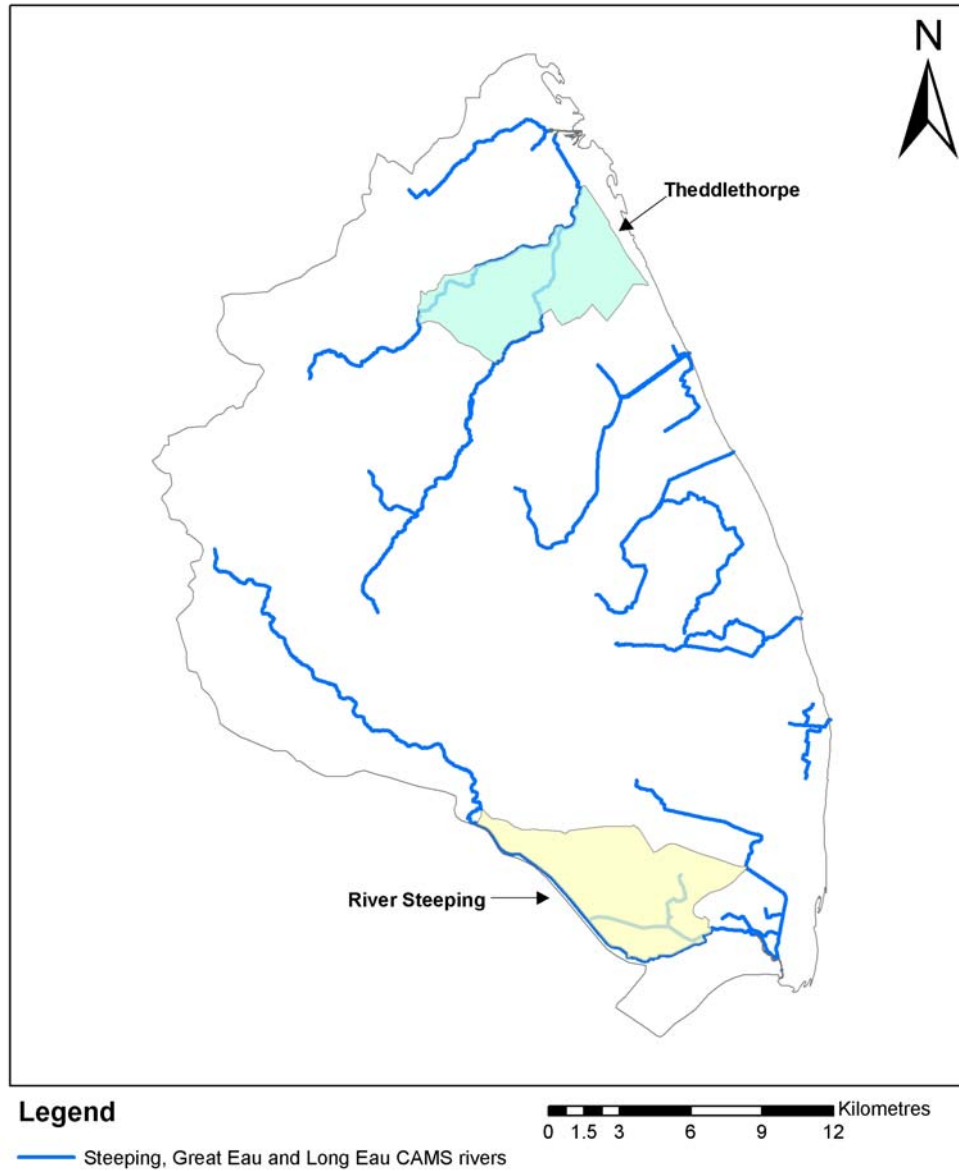 N
Theddlethorpe
River Steeping
Legend
Kilometres
0 1.5 3 6 9 12
Steeping, Great Eau and Long Eau CAMS rivers